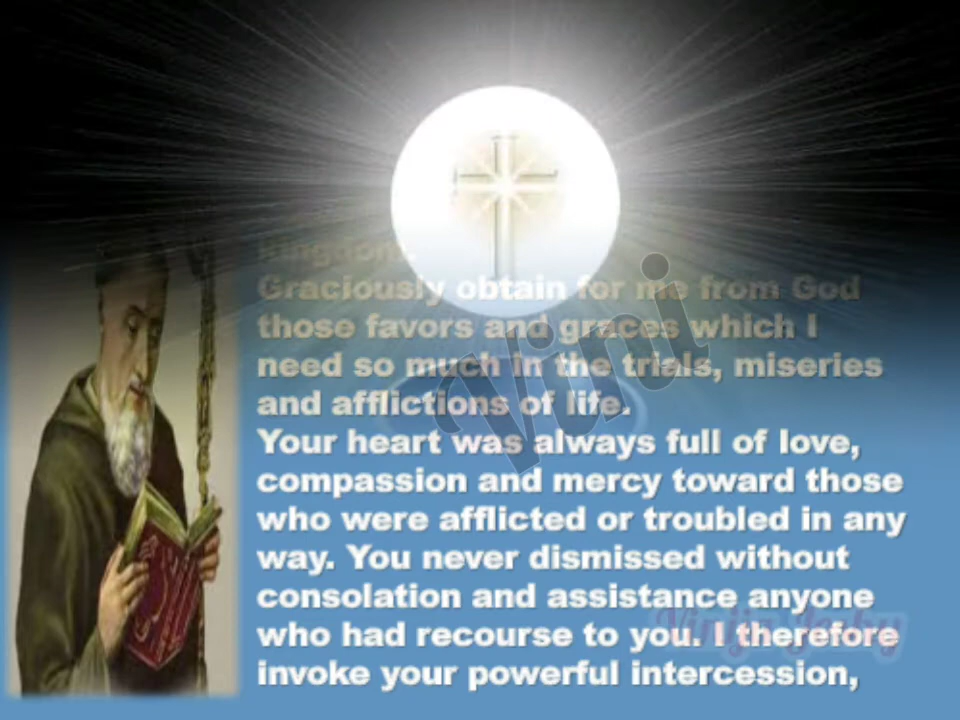 kingdom.
Graciously obtain for me from God
those favors and graces which I
need so much in the trials, miseries
and afflictions of life.
Your heart was always full of love,
compassion and mercy toward those
who were afflicted or troubled in any
way. You never dismissed without
consolation and assistance anyone
who had recourse to you. I therefore
invoke your powerful intercession,
Vini